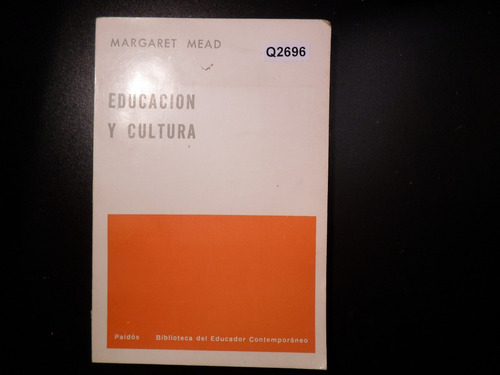 MARGARET MEAD
Q2696
EDUCACION
Y CULTURA
Paidós Biblioteca del Educador Contemporáneo